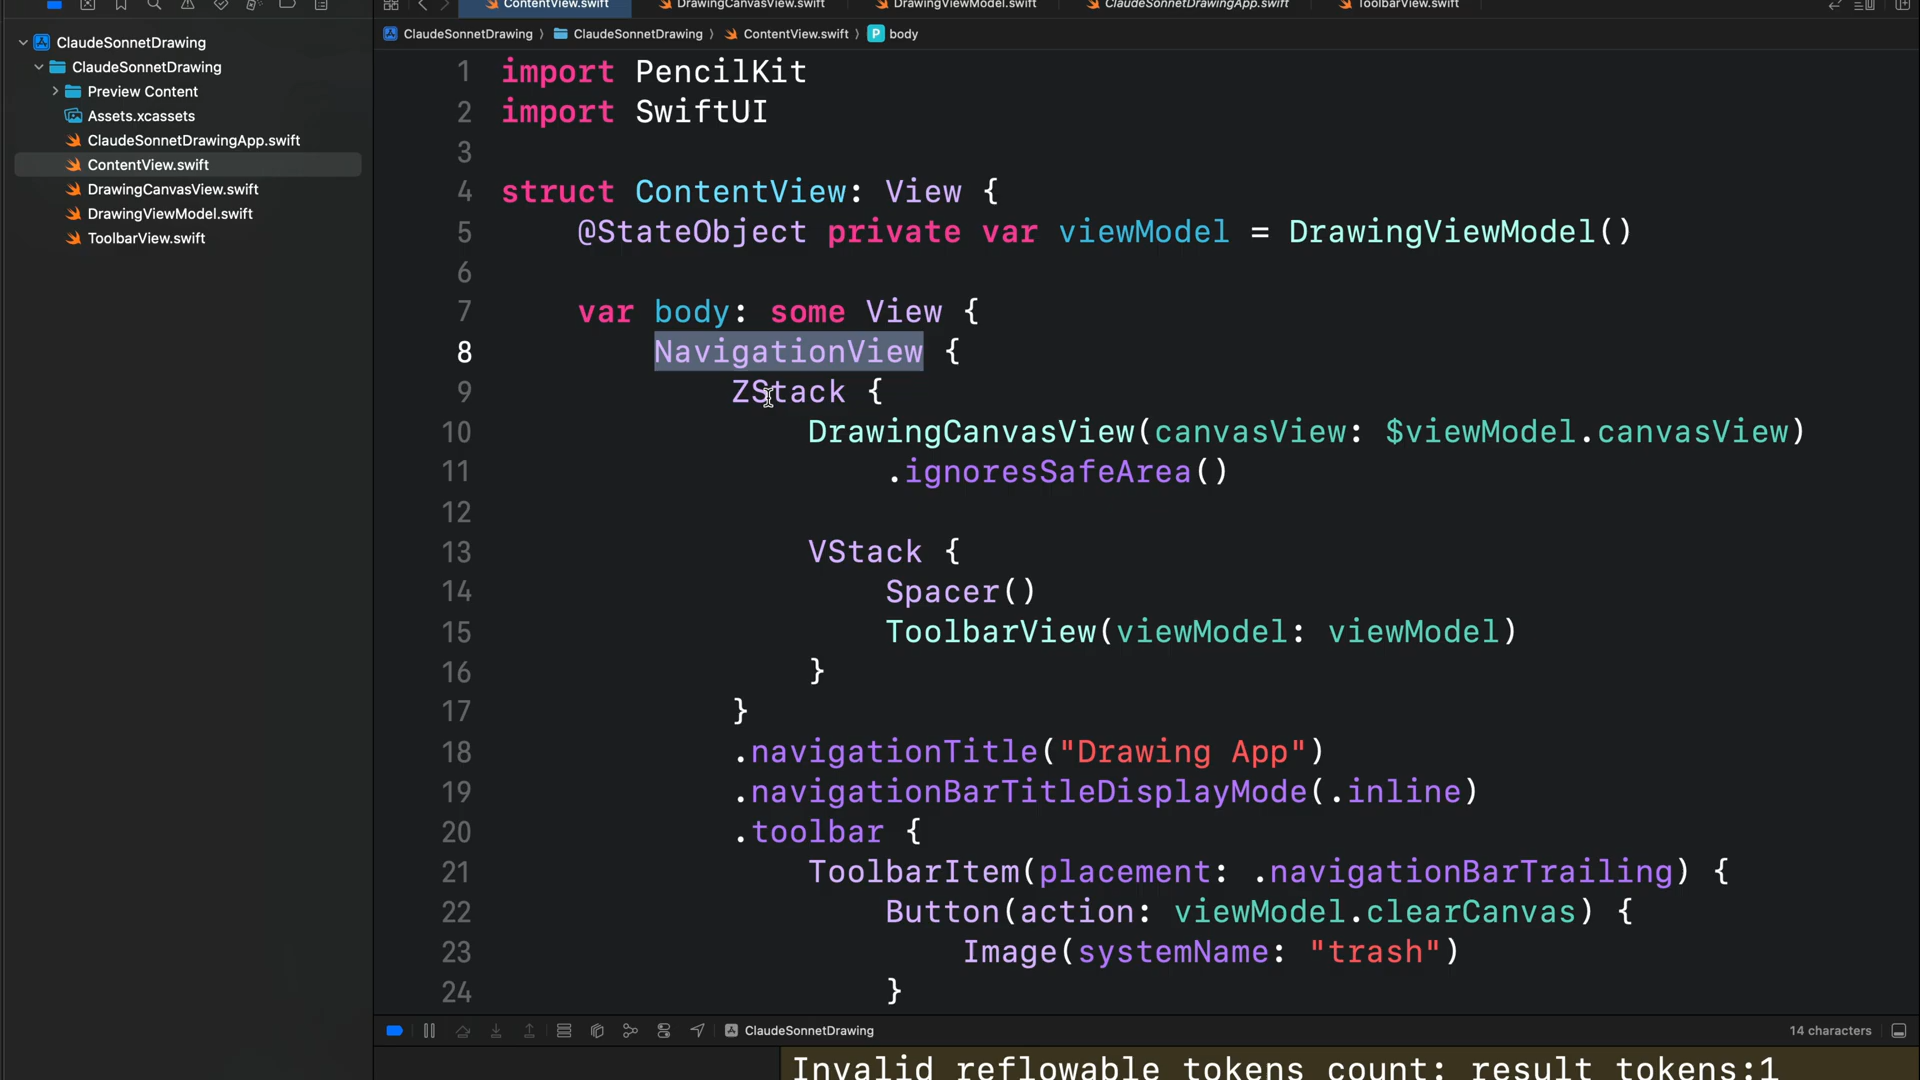 ContentView.swift
DrawingCanvasView.swift
DrawingViewModel.swift
ClaudeSonnetDrawingApp.swift
ToolbarView.swift
ClaudeSonnetDrawing
ClaudeSonnetDrawing
Preview Content
Assets.xcassets
ClaudeSonnetDrawingApp.swift
ContentView.swift
DrawingCanvasView.swift
DrawingViewModel.swift
ToolbarView.swift
ClaudeSonnetDrawing 〉 ClaudeSonnetDrawing 〉 ContentView.swift 〉 P body
1 import PencilKit
2 import SwiftUI
3
4 struct ContentView: View {
5 @StateObject private var viewModel = DrawingViewModel()
6
7 var body: some View {
8 NavigationView {
9 ZStack {
10 DrawingCanvasView(canvasView: $viewModel.canvasView)
11 .ignoresSafeArea()
12
13 VStack {
14 Spacer()
15 ToolbarView(viewModel: viewModel)
16 }
17 }
18 .navigationTitle("Drawing App")
19 .navigationBarTitleDisplayMode(.inline)
20 .toolbar {
21 ToolbarItem(placement: .navigationBarTrailing) {
22 Button(action: viewModel.clearCanvas) {
23 Image(systemName: "trash")
24 }
ClaudeSonnetDrawing
14 characters
Invalid reflowable tokens count: result tokens:1